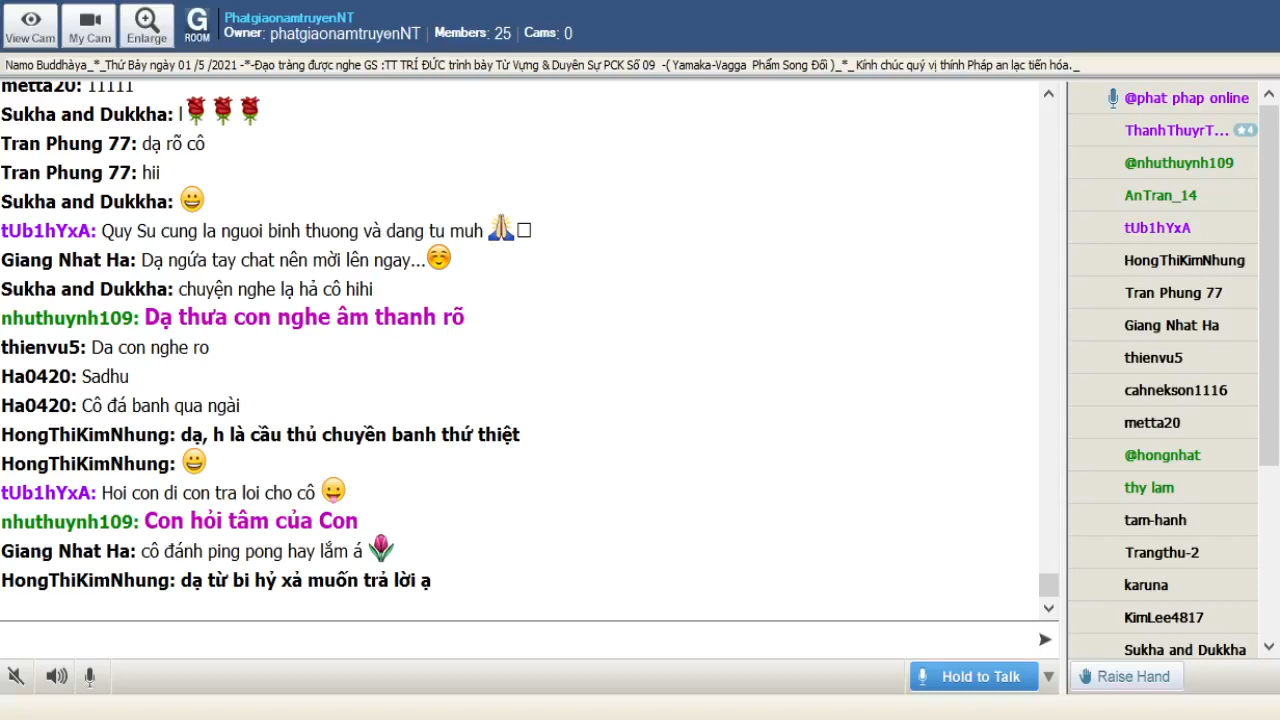 View Cam
My Cam
Enlarge
G
ROOM
PhatgiaonamtruyenNT
Owner: phatgiaonamtruyenNT | Members: 25 | Cams: 0
Namo Buddhàya_*_Thứ Bảy ngày 01 /5 /2021 -*-Đạo tràng được nghe GS :TT TRÍ ĐỨC trình bày Từ Vựng & Duyên Sự PCK Số 09 -( Yamaka-Vagga Phẩm Song Đối )_*_ Kính chúc quý vị thính Pháp an lạc tiến hóa._
metta20: 11111
Sukha and Dukkha: l
Tran Phung 77: dạ rõ cô
Tran Phung 77: hii
Sukha and Dukkha:
tUb1hYxA: Quy Su cung la nguoi binh thuong và dang tu muh
Giang Nhat Ha: Dạ ngứa tay chat nên mời lên ngay...
Sukha and Dukkha: chuyện nghe lạ hả cô hihi
nhuthuynh109: Dạ thưa con nghe âm thanh rõ
thienvu5: Da con nghe ro
Ha0420: Sadhu
Ha0420: Cô đá banh qua ngài
HongThiKimNhung: dạ, h là cầu thủ chuyền banh thứ thiệt
HongThiKimNhung:
tUb1hYxA: Hoi con di con tra loi cho cô
nhuthuynh109: Con hỏi tâm của Con
Giang Nhat Ha: cô đánh ping pong hay lắm á
HongThiKimNhung: dạ từ bi hỷ xả muốn trả lời ạ
@phat phap online
ThanhThuyrT... 4
@nhuthuynh109
AnTran_14
tUb1hYxA
HongThiKimNhung
Tran Phung 77
Giang Nhat Ha
thienvu5
cahnekson1116
metta20
@hongnhat
thy lam
tam-hanh
Trangthu-2
karuna
KimLee4817
Sukha and Dukkha
Hold to Talk
Raise Hand